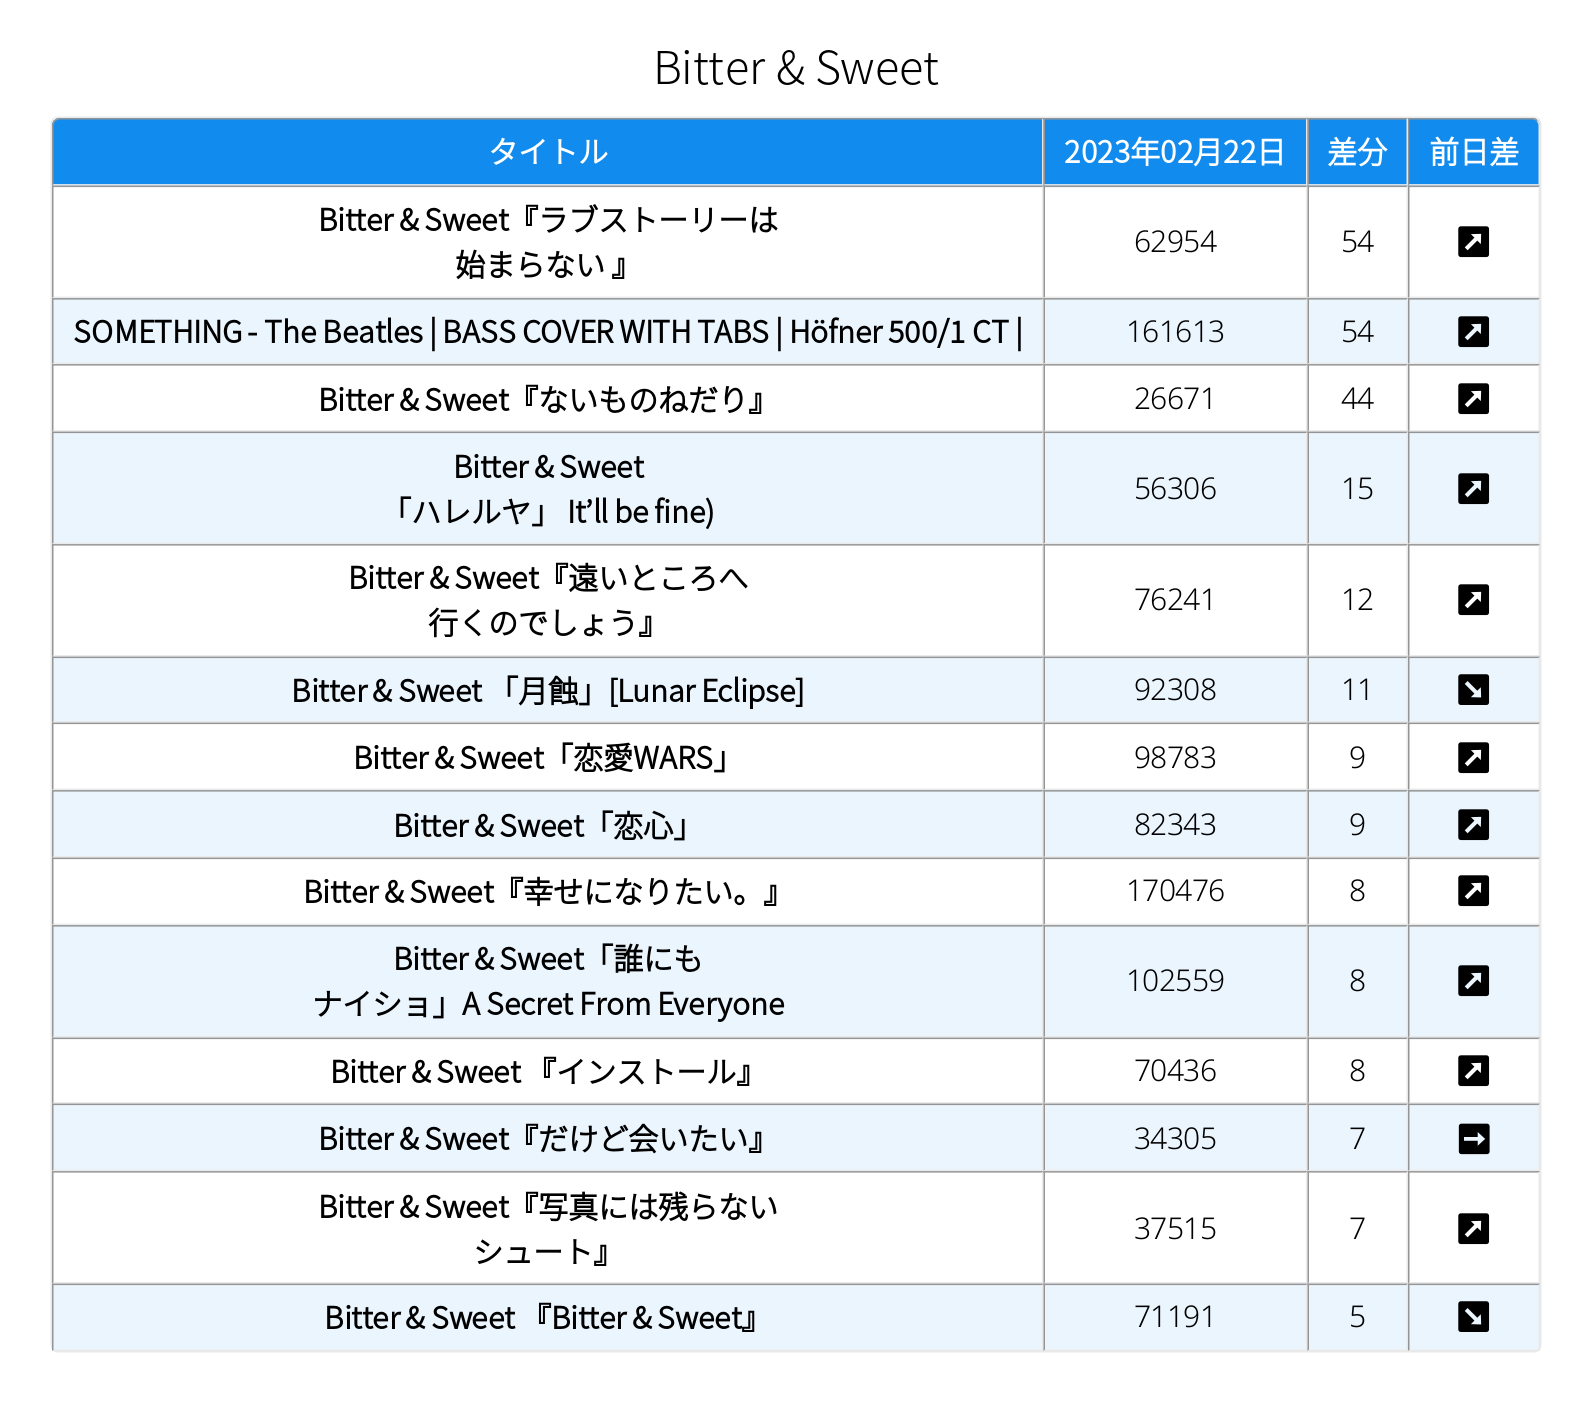 Bitter & Sweet
タイトル 2023年02月22日 差分 前日差
Bitter & Sweet『ラブストーリーは
始まらない 』
62954 54
SOMETHING - The Beatles | BASS COVER WITH TABS | Höfner 500/1 CT | 161613 54
Bitter & Sweet『ないものねだり』 26671 44
Bitter & Sweet
「ハレルヤ」 It’ll be fine)
56306 15
Bitter & Sweet『遠いところへ
行くのでしょう』
76241 12
Bitter & Sweet 「月蝕」[Lunar Eclipse] 92308 11
Bitter & Sweet「恋愛WARS」 98783 9
Bitter & Sweet「恋心」 82343 9
Bitter & Sweet『幸せになりたい。』 170476 8
Bitter & Sweet「誰にも
ナイショ」A Secret From Everyone
102559 8
Bitter & Sweet 『インストール』 70436 8
Bitter & Sweet『だけど会いたい』 34305 7
Bitter & Sweet『写真には残らない
シュート』
37515 7
Bitter & Sweet 『Bitter & Sweet』 71191 5